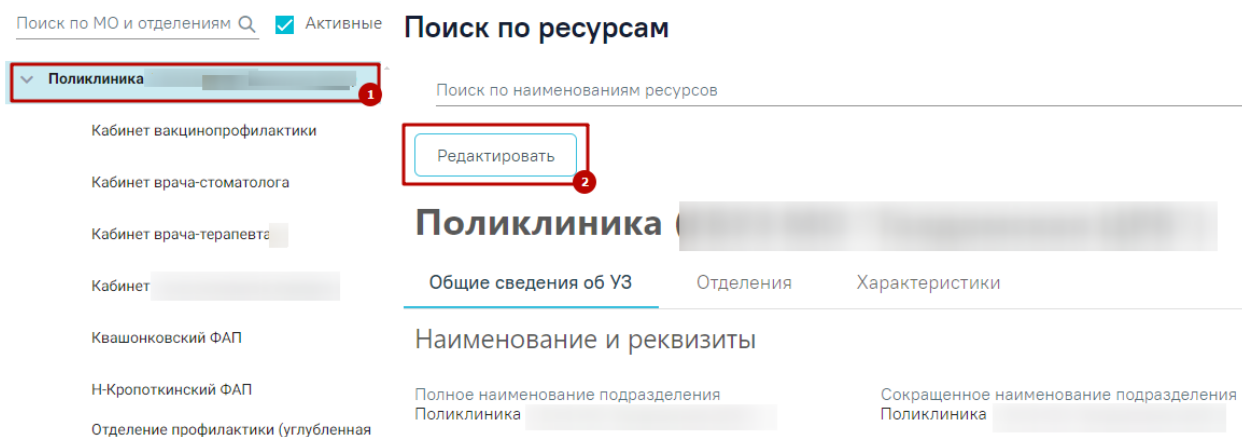 Поиск по МО и отделениям
Активные
Поликлиника
1
Кабинет вакцинопрофилактики
Кабинет врача-стоматолога
Кабинет врача-терапевта
Кабинет
Квашонковский ФАП
Н-Кропоткинский ФАП
Отделение профилактики (углубленная
Поиск по ресурсам
Поиск по наименованиям ресурсов
Редактировать
2
Поликлиника (
Общие сведения об УЗ Отделения Характеристики
Наименование и реквизиты
Полное наименование подразделения Сокращенное наименование подразделения
Поликлиника Поликлиника